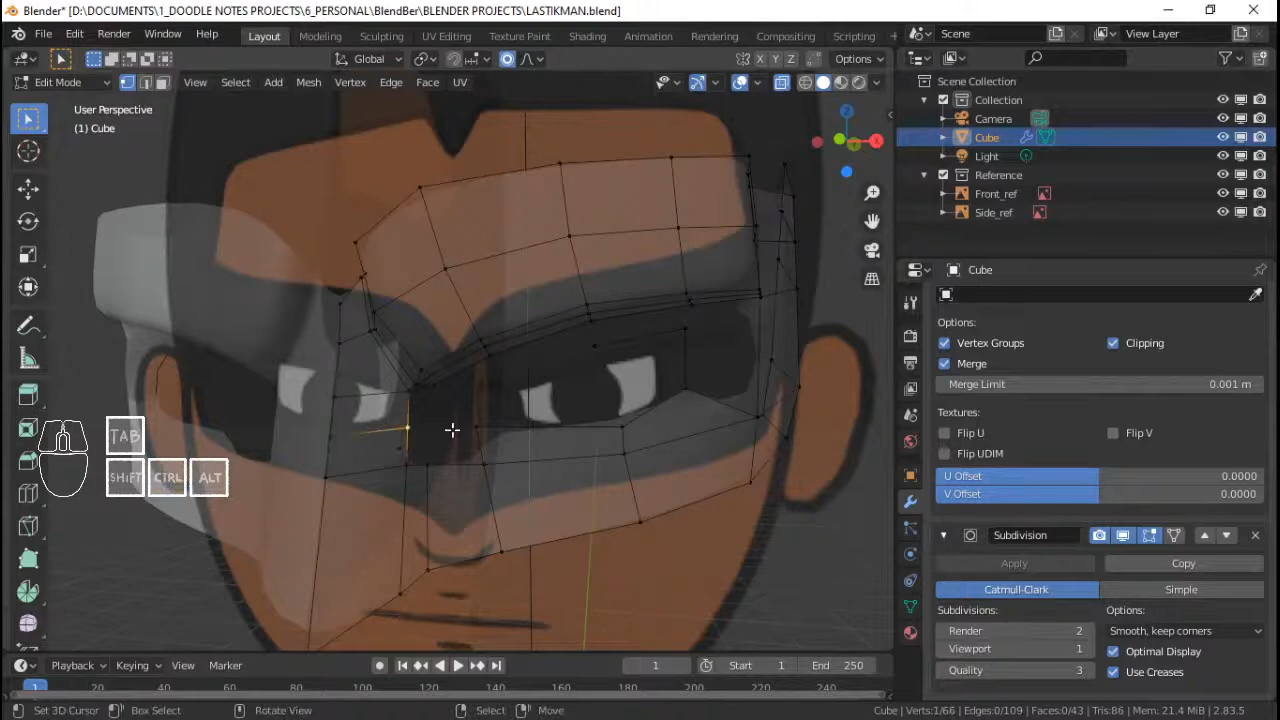 Blender* [D:\DOCUMENTS\1_DOODLE NOTES PROJECTS\6_PERSONAL\BlendBer\BLENDER PROJECTS\LASTIKMAN.blend]
File Edit Render Window Help Layout Modeling Sculpting UV Editing Texture Paint Shading Animation Rendering Compositing Scripting Scene View Layer
Global X Y Z Options
Edit Mode View Select Add Mesh Vertex Edge Face UV
Scene Collection
Collection
Camera
Cube
Light
Reference
Front_ref
Side_ref
User Perspective
(1) Cube
X
Cube
Options:
Vertex Groups Clipping
Merge
Merge Limit 0.001 m
Textures:
Flip U Flip V
Flip UDIM
U Offset 0.0000
V Offset 0.0000
Subdivision
Apply Copy
Catmull-Clark Simple
Subdivisions: Options:
Render 2 Smooth, keep corners
Viewport 1 Optimal Display
Quality 3 Use Creases
TAB
SHIFT CTRL ALT
Playback Keying View Marker 1 Start 1 End 250
1 20 40 60 80 100 120 140 160 180 200 220 240
Set 3D Cursor Box Select Rotate View Select Move Cube | Verts:1/66 | Edges:0/109 | Faces:0/43 | Tris:86 | Mem: 21.4 MiB | 2.83.5